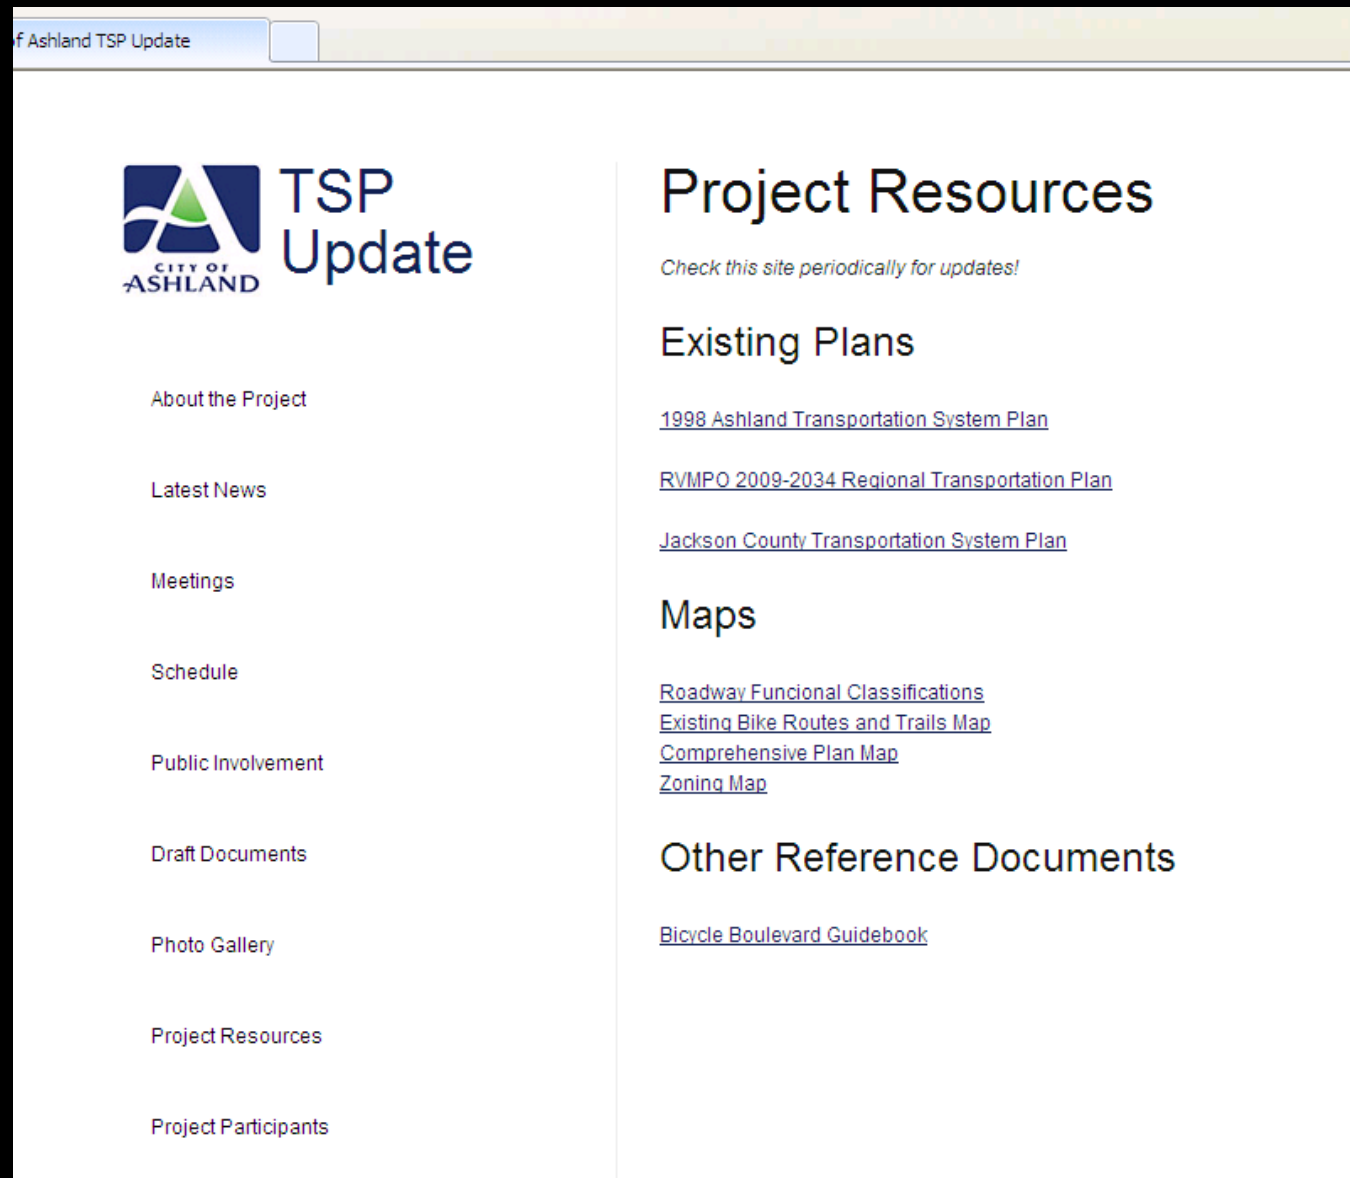 of Ashland TSP Update
TSP
Update
CITY OF
ASHLAND
About the Project
Latest News
Meetings
Schedule
Public Involvement
Draft Documents
Photo Gallery
Project Resources
Project Participants
Project Resources
Check this site periodically for updates!
Existing Plans
1998 Ashland Transportation System Plan
RVMPO 2009-2034 Regional Transportation Plan
Jackson County Transportation System Plan
Maps
Roadway Funcional Classifications
Existing Bike Routes and Trails Map
Comprehensive Plan Map
Zoning Map
Other Reference Documents
Bicycle Boulevard Guidebook